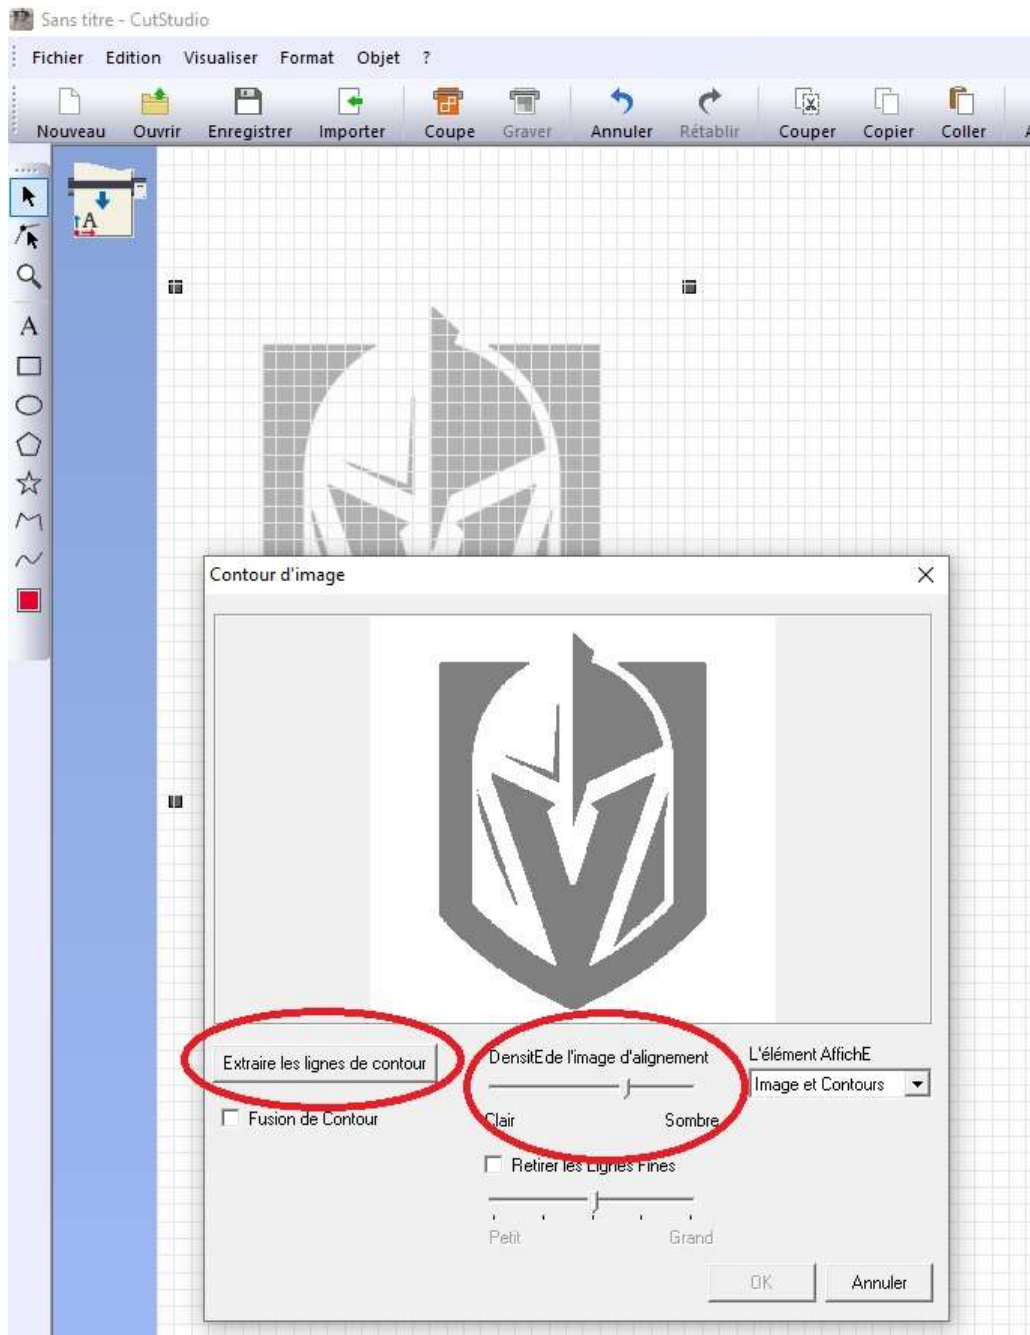 Sans titre - CutStudio
Fichier Edition Visualiser Format Objet ?
Nouveau Ouvrir Enregistrer Importer Coupe Graver Annuler Rétablir Couper Copier Coller
A
A
Contour d'image
Extraire les lignes de contour
DensitEde l'image d'alignement
L'élément AffichE
Image et Contours
Fusion de Contour
Clair Sombre
Retirer les Lignes Fines
Petit Grand
OK Annuler